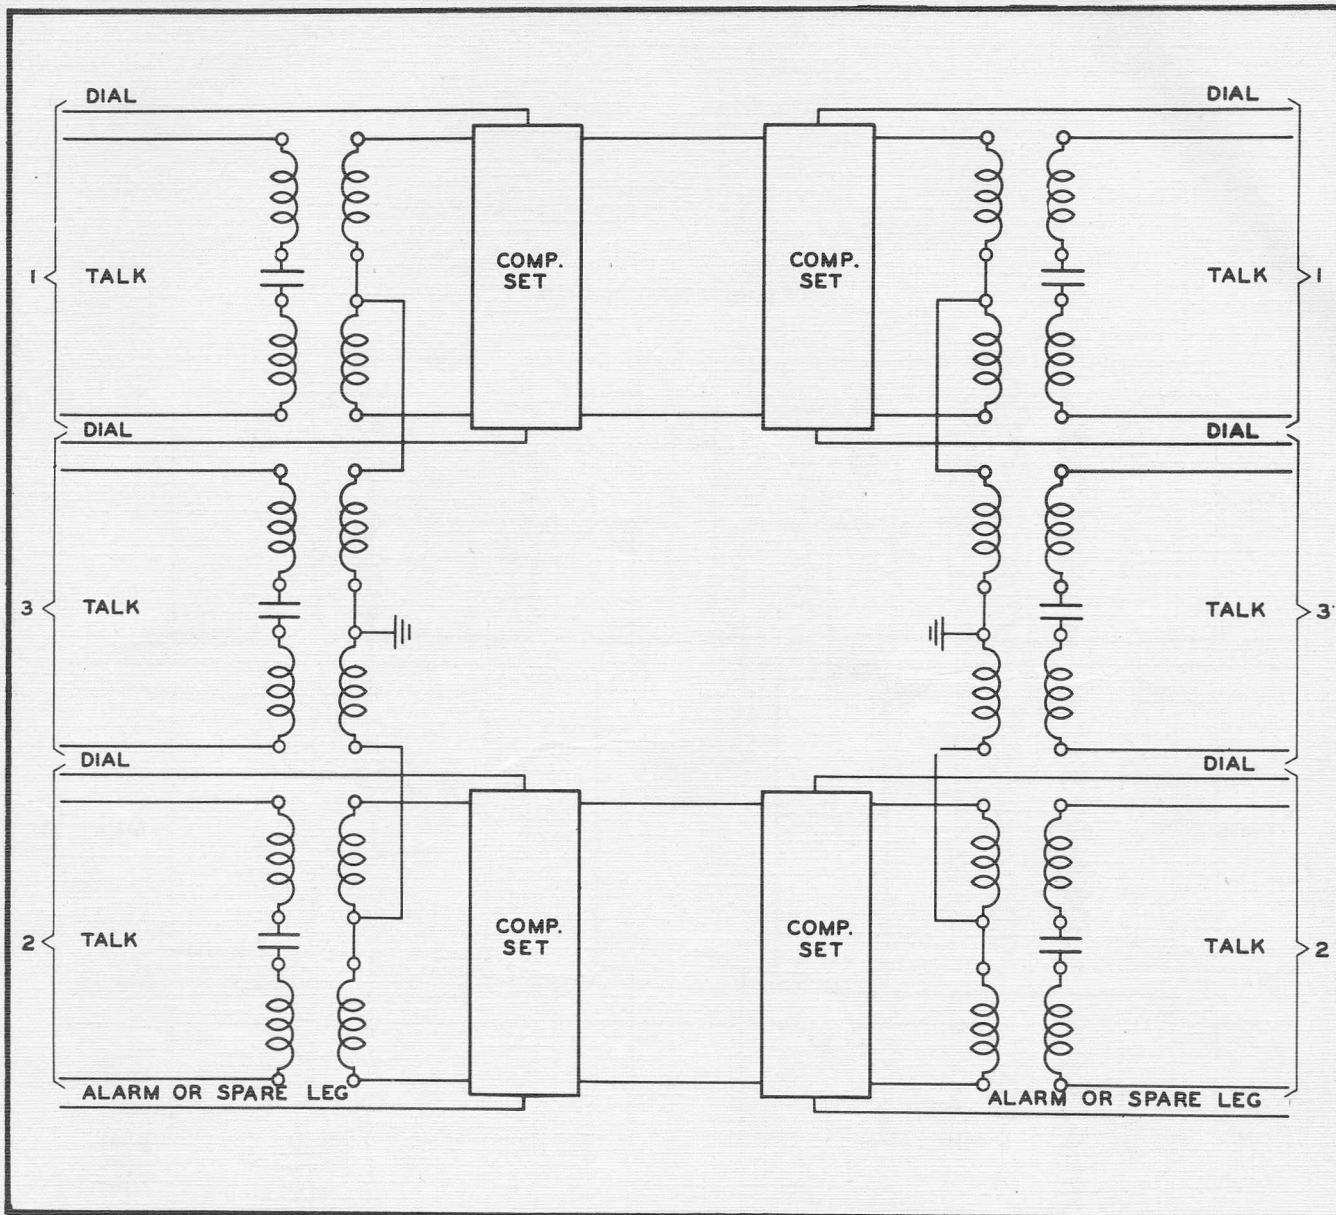 DIAL
DIAL
COMP.
SET
COMP.
SET
1
TALK
TALK
1
DIAL
DIAL
3
TALK
TALK
3
DIAL
DIAL
COMP.
SET
COMP.
SET
2
TALK
TALK
2
ALARM OR SPARE LEG
ALARM OR SPARE LEG